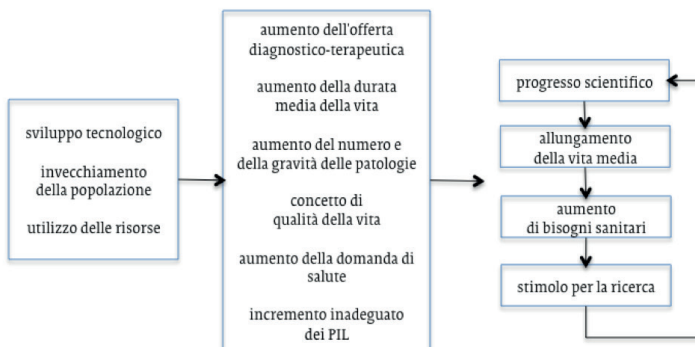 sviluppo tecnologico
invecchiamento
della popolazione
utilizzo delle risorse
aumento dell'offerta
diagnostico-terapeutica
aumento della durata
media della vita
aumento del numero e
della gravità delle patologie
concetto di
qualità della vita
aumento della domanda di
salute
incremento inadeguato
dei PIL
progresso scientifico
allungamento
della vita media
aumento
di bisogni sanitari
stimolo per la ricerca